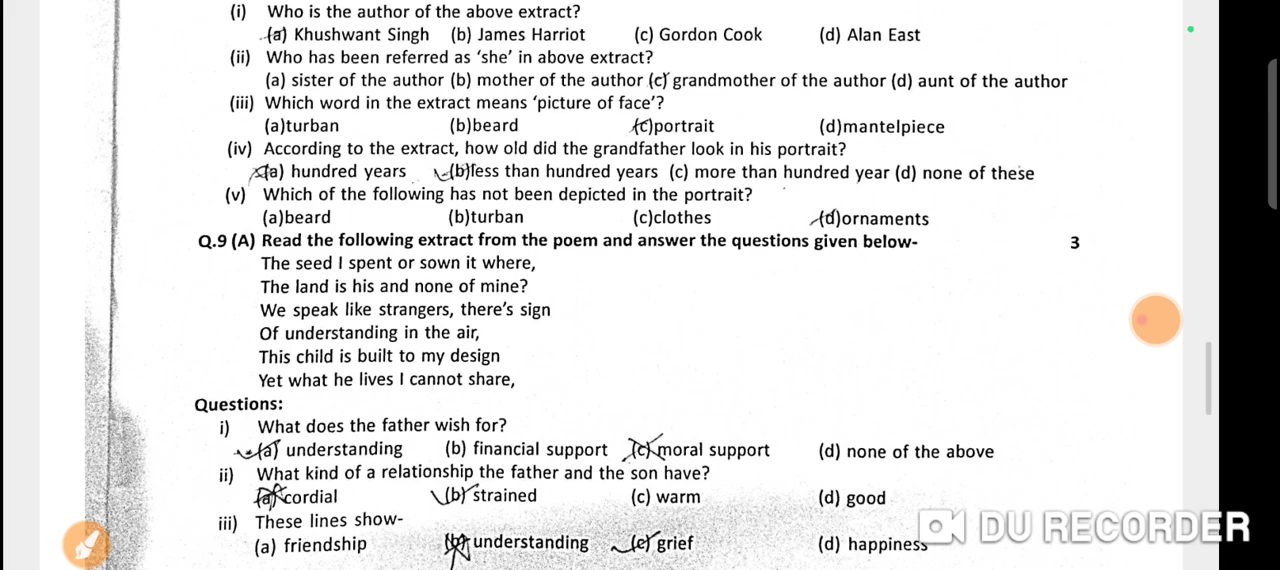 (i) Who is the author of the above extract?
(a) Khushwant Singh (b) James Harriot (c) Gordon Cook (d) Alan East
(ii) Who has been referred as 'she' in above extract?
(a) sister of the author (b) mother of the author (c) grandmother of the author (d) aunt of the author
(iii) Which word in the extract means 'picture of face'?
(a)turban (b)beard (c)portrait (d)mantelpiece
(iv) According to the extract, how old did the grandfather look in his portrait?
(a) hundred years (b)less than hundred years (c) more than hundred year (d) none of these
(v) Which of the following has not been depicted in the portrait?
(a)beard (b)turban (c)clothes (d)ornaments
Q.9 (A) Read the following extract from the poem and answer the questions given below- 3
The seed I spent or sown it where,
The land is his and none of mine?
We speak like strangers, there's sign
Of understanding in the air,
This child is built to my design
Yet what he lives I cannot share,
Questions:
i) What does the father wish for?
(a) understanding (b) financial support (c) moral support (d) none of the above
ii) What kind of a relationship the father and the son have?
(a) cordial (b) strained (c) warm (d) good
iii) These lines show-
(a) friendship (b) understanding (c) grief (d) happiness
DU RECORDER